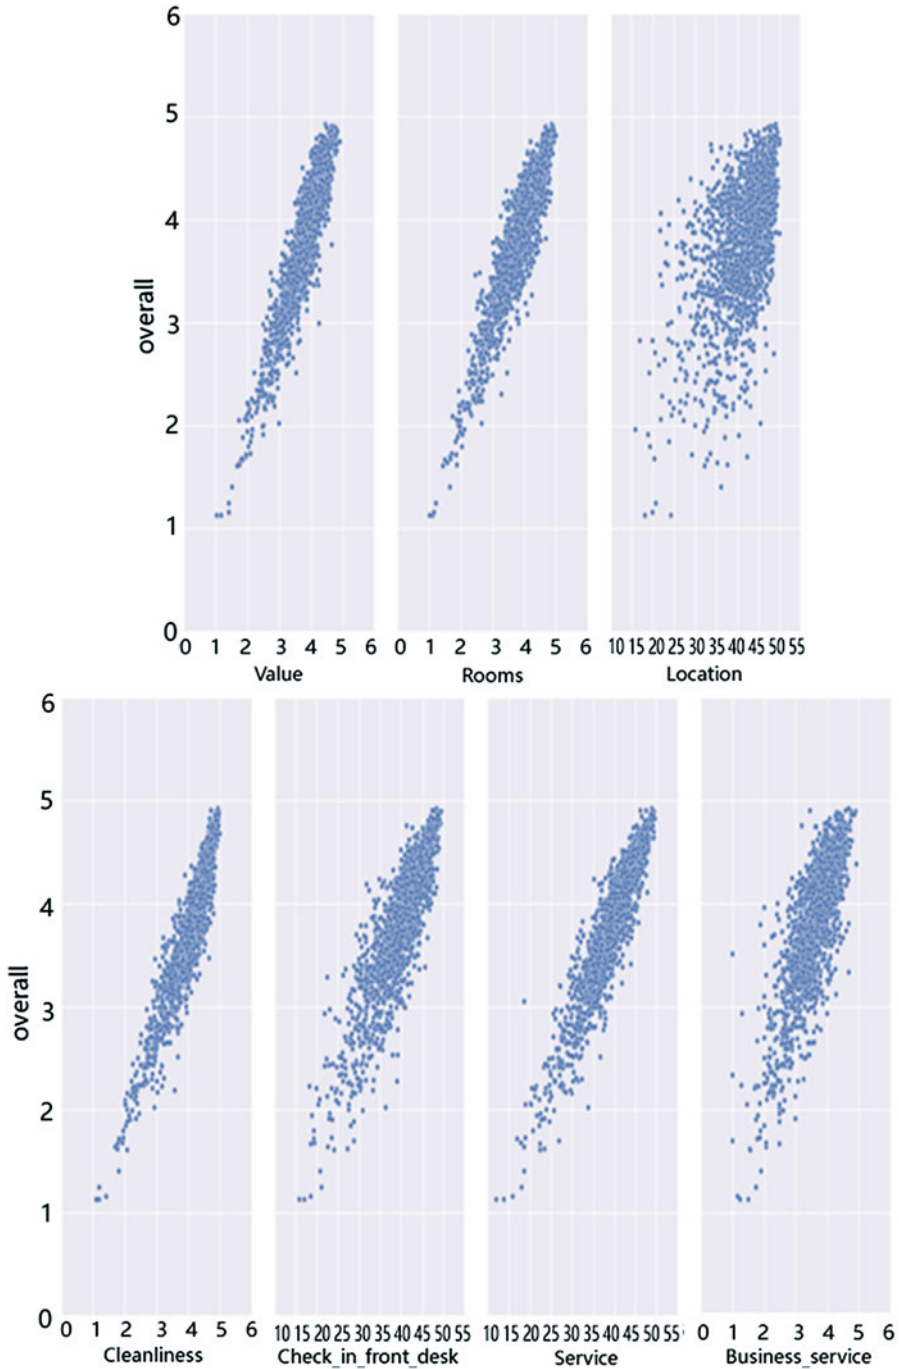 6
5
4
3
2
1
0
overall
0 1 2 3 4 5 6
Value
0 1 2 3 4 5 6
Rooms
10 15 20 25 30 35 40 45 50 55
Location
6
5
4
3
2
1
0
overall
0 1 2 3 4 5 6
Cleanliness
10 15 20 25 30 35 40 45 50 55
Check_in_front_desk
10 15 20 25 30 35 40 45 50 55
Service
0 1 2 3 4 5 6
Business_service